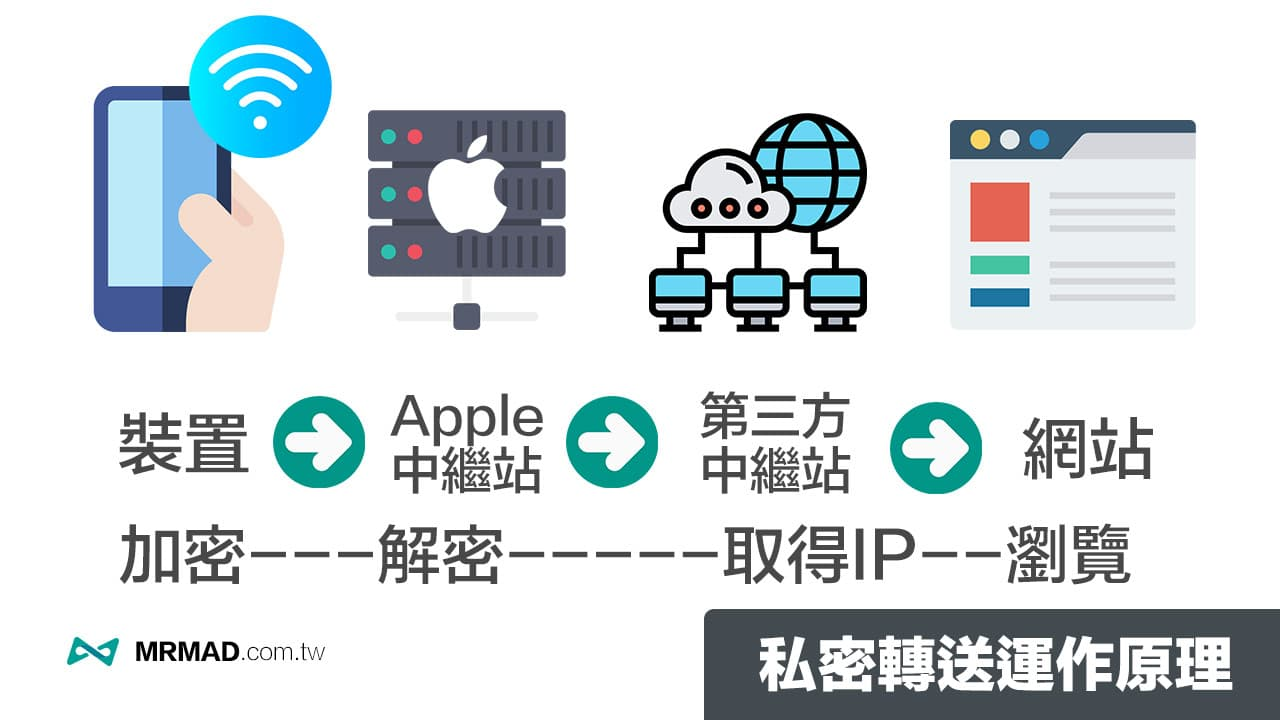 裝置
Apple
中繼站
第三方
中繼站
網站
加密---解密-----取得IP--瀏覽
MRMAD.com.tw
私密轉送運作原理